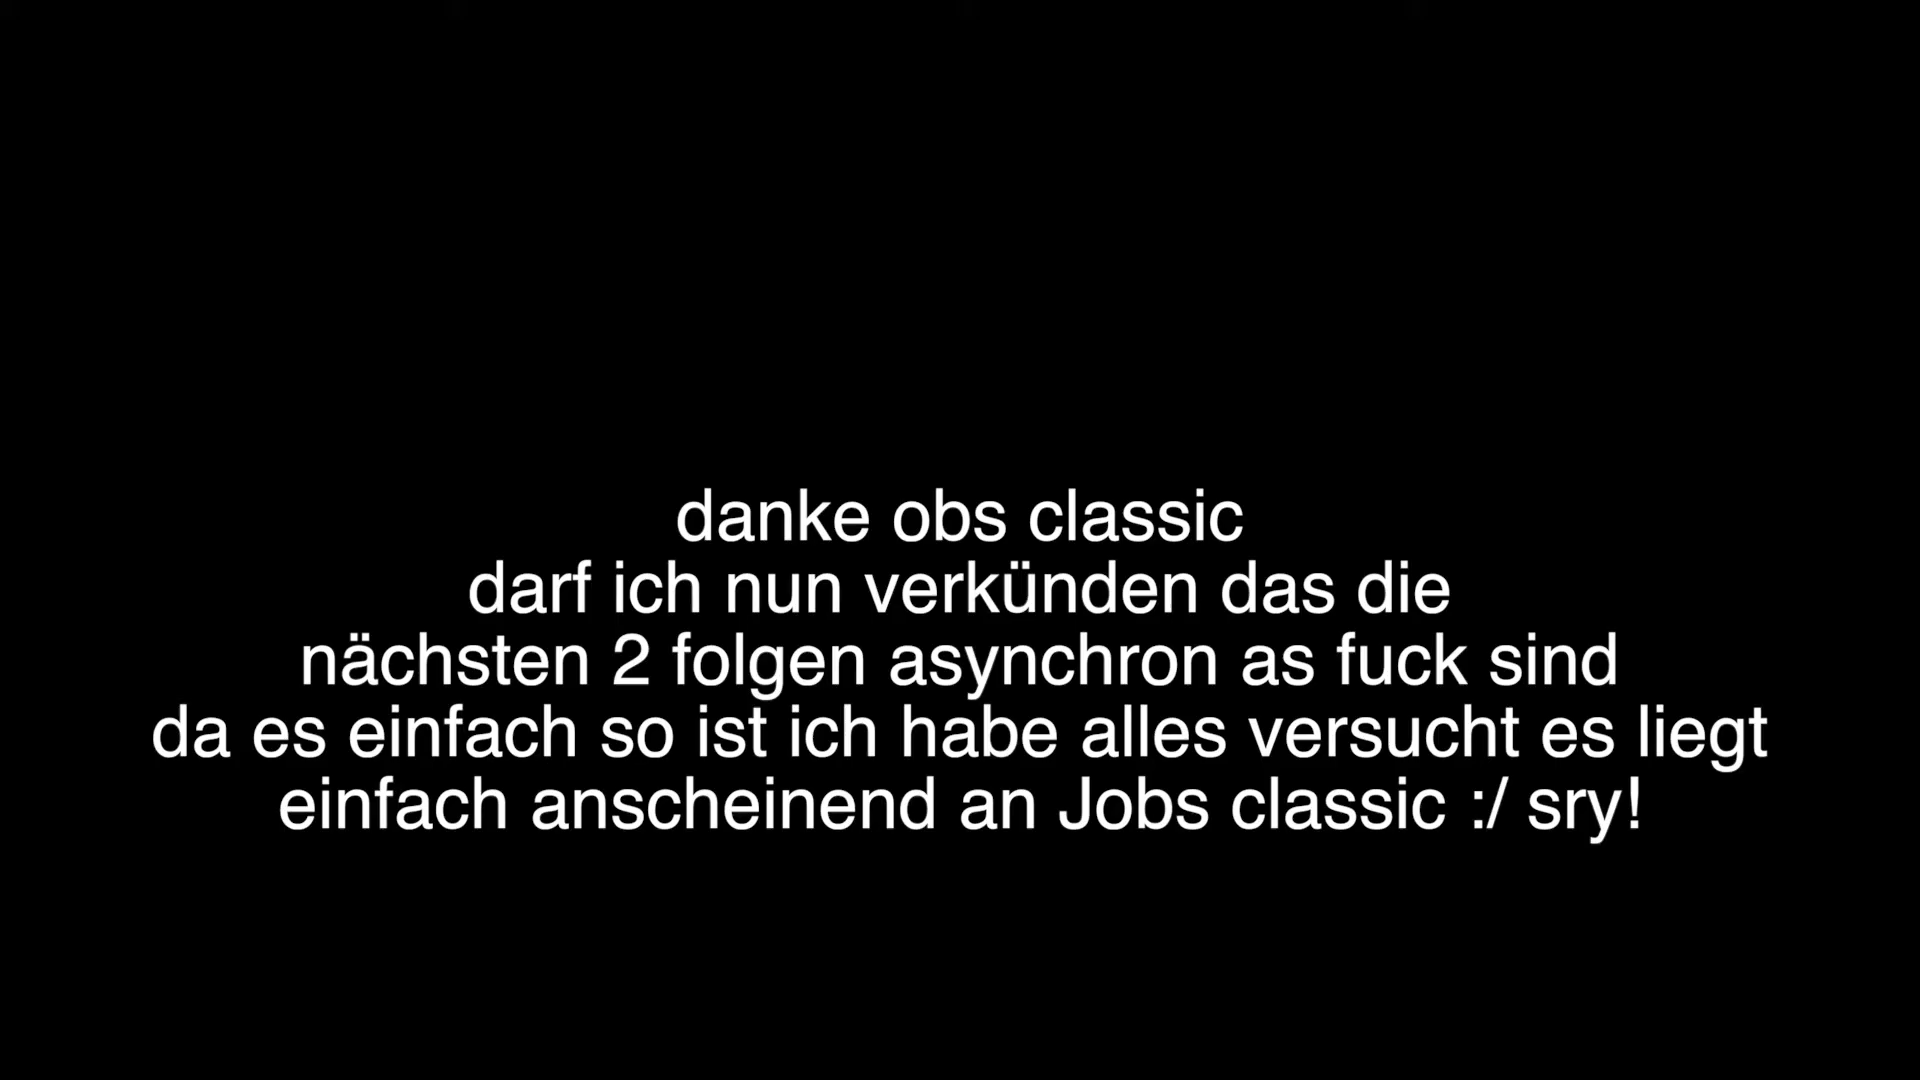 danke obs classic
darf ich nun verkünden das die
nächsten 2 folgen asynchron as fuck sind
da es einfach so ist ich habe alles versucht es liegt
einfach anscheinend an Jobs classic :/ sry!